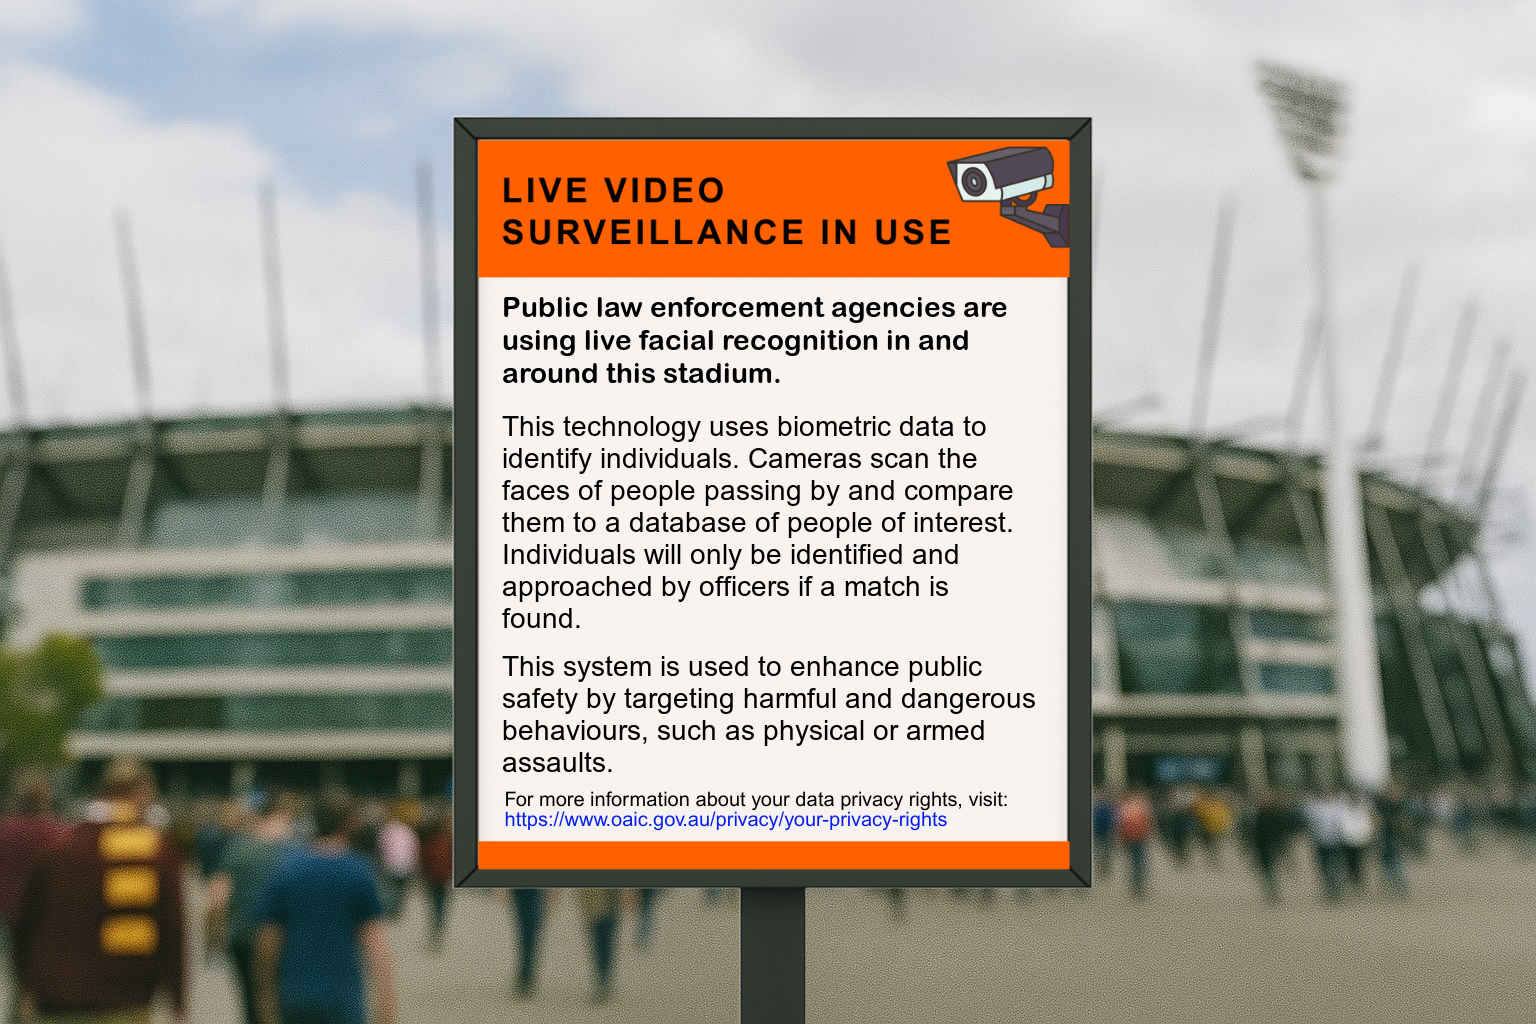 LIVE VIDEO
SURVEILLANCE IN USE
Public law enforcement agencies are
using live facial recognition in and
around this stadium.
This technology uses biometric data to
identify individuals. Cameras scan the
faces of people passing by and compare
them to a database of people of interest.
Individuals will only be identified and
approached by officers if a match is
found.
This system is used to enhance public
safety by targeting harmful and dangerous
behaviours, such as physical or armed
assaults.
For more information about your data privacy rights, visit:
https://www.oaic.gov.au/privacy/your-privacy-rights